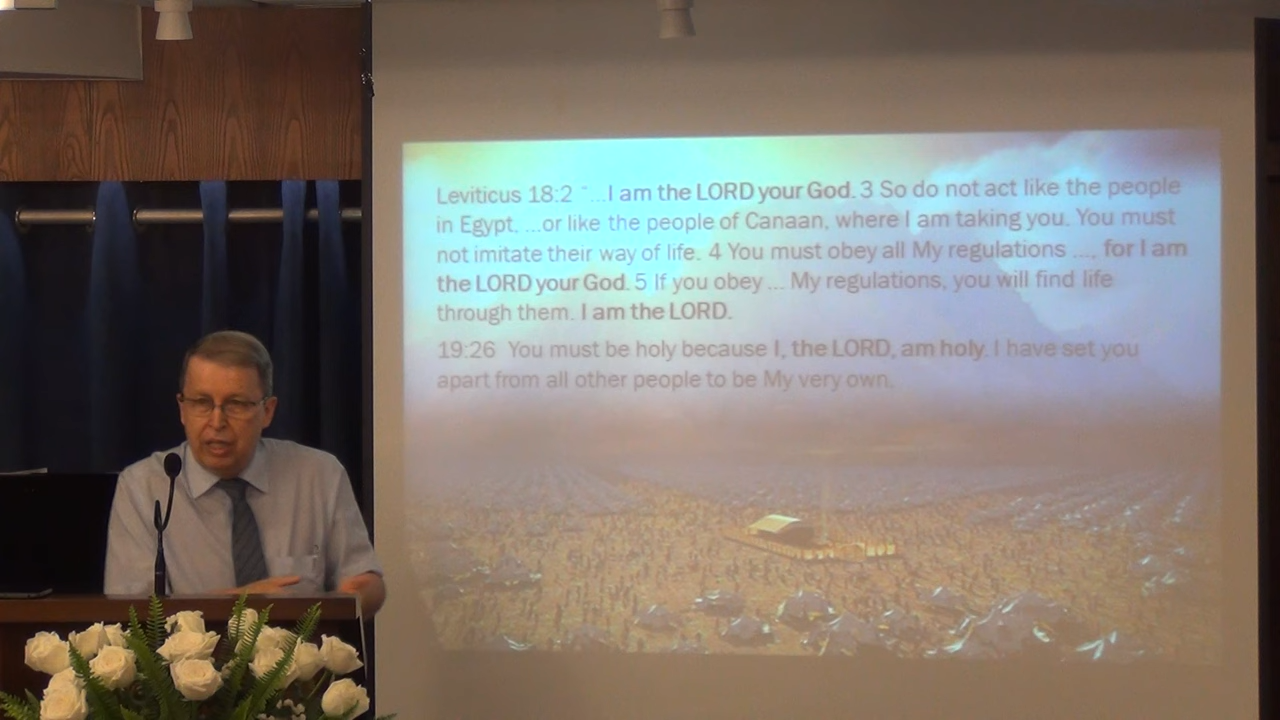 Leviticus 18:2 "...I am the LORD your God. 3 So do not act like the people
in Egypt, ...or like the people of Canaan, where I am taking you. You must
not imitate their way of life. 4 You must obey all My regulations ..., for I am
the LORD your God. 5 If you obey ... My regulations, you will find life
through them. I am the LORD.
19:26 You must be holy because I, the LORD, am holy. I have set you
apart from all other people to be My very own.